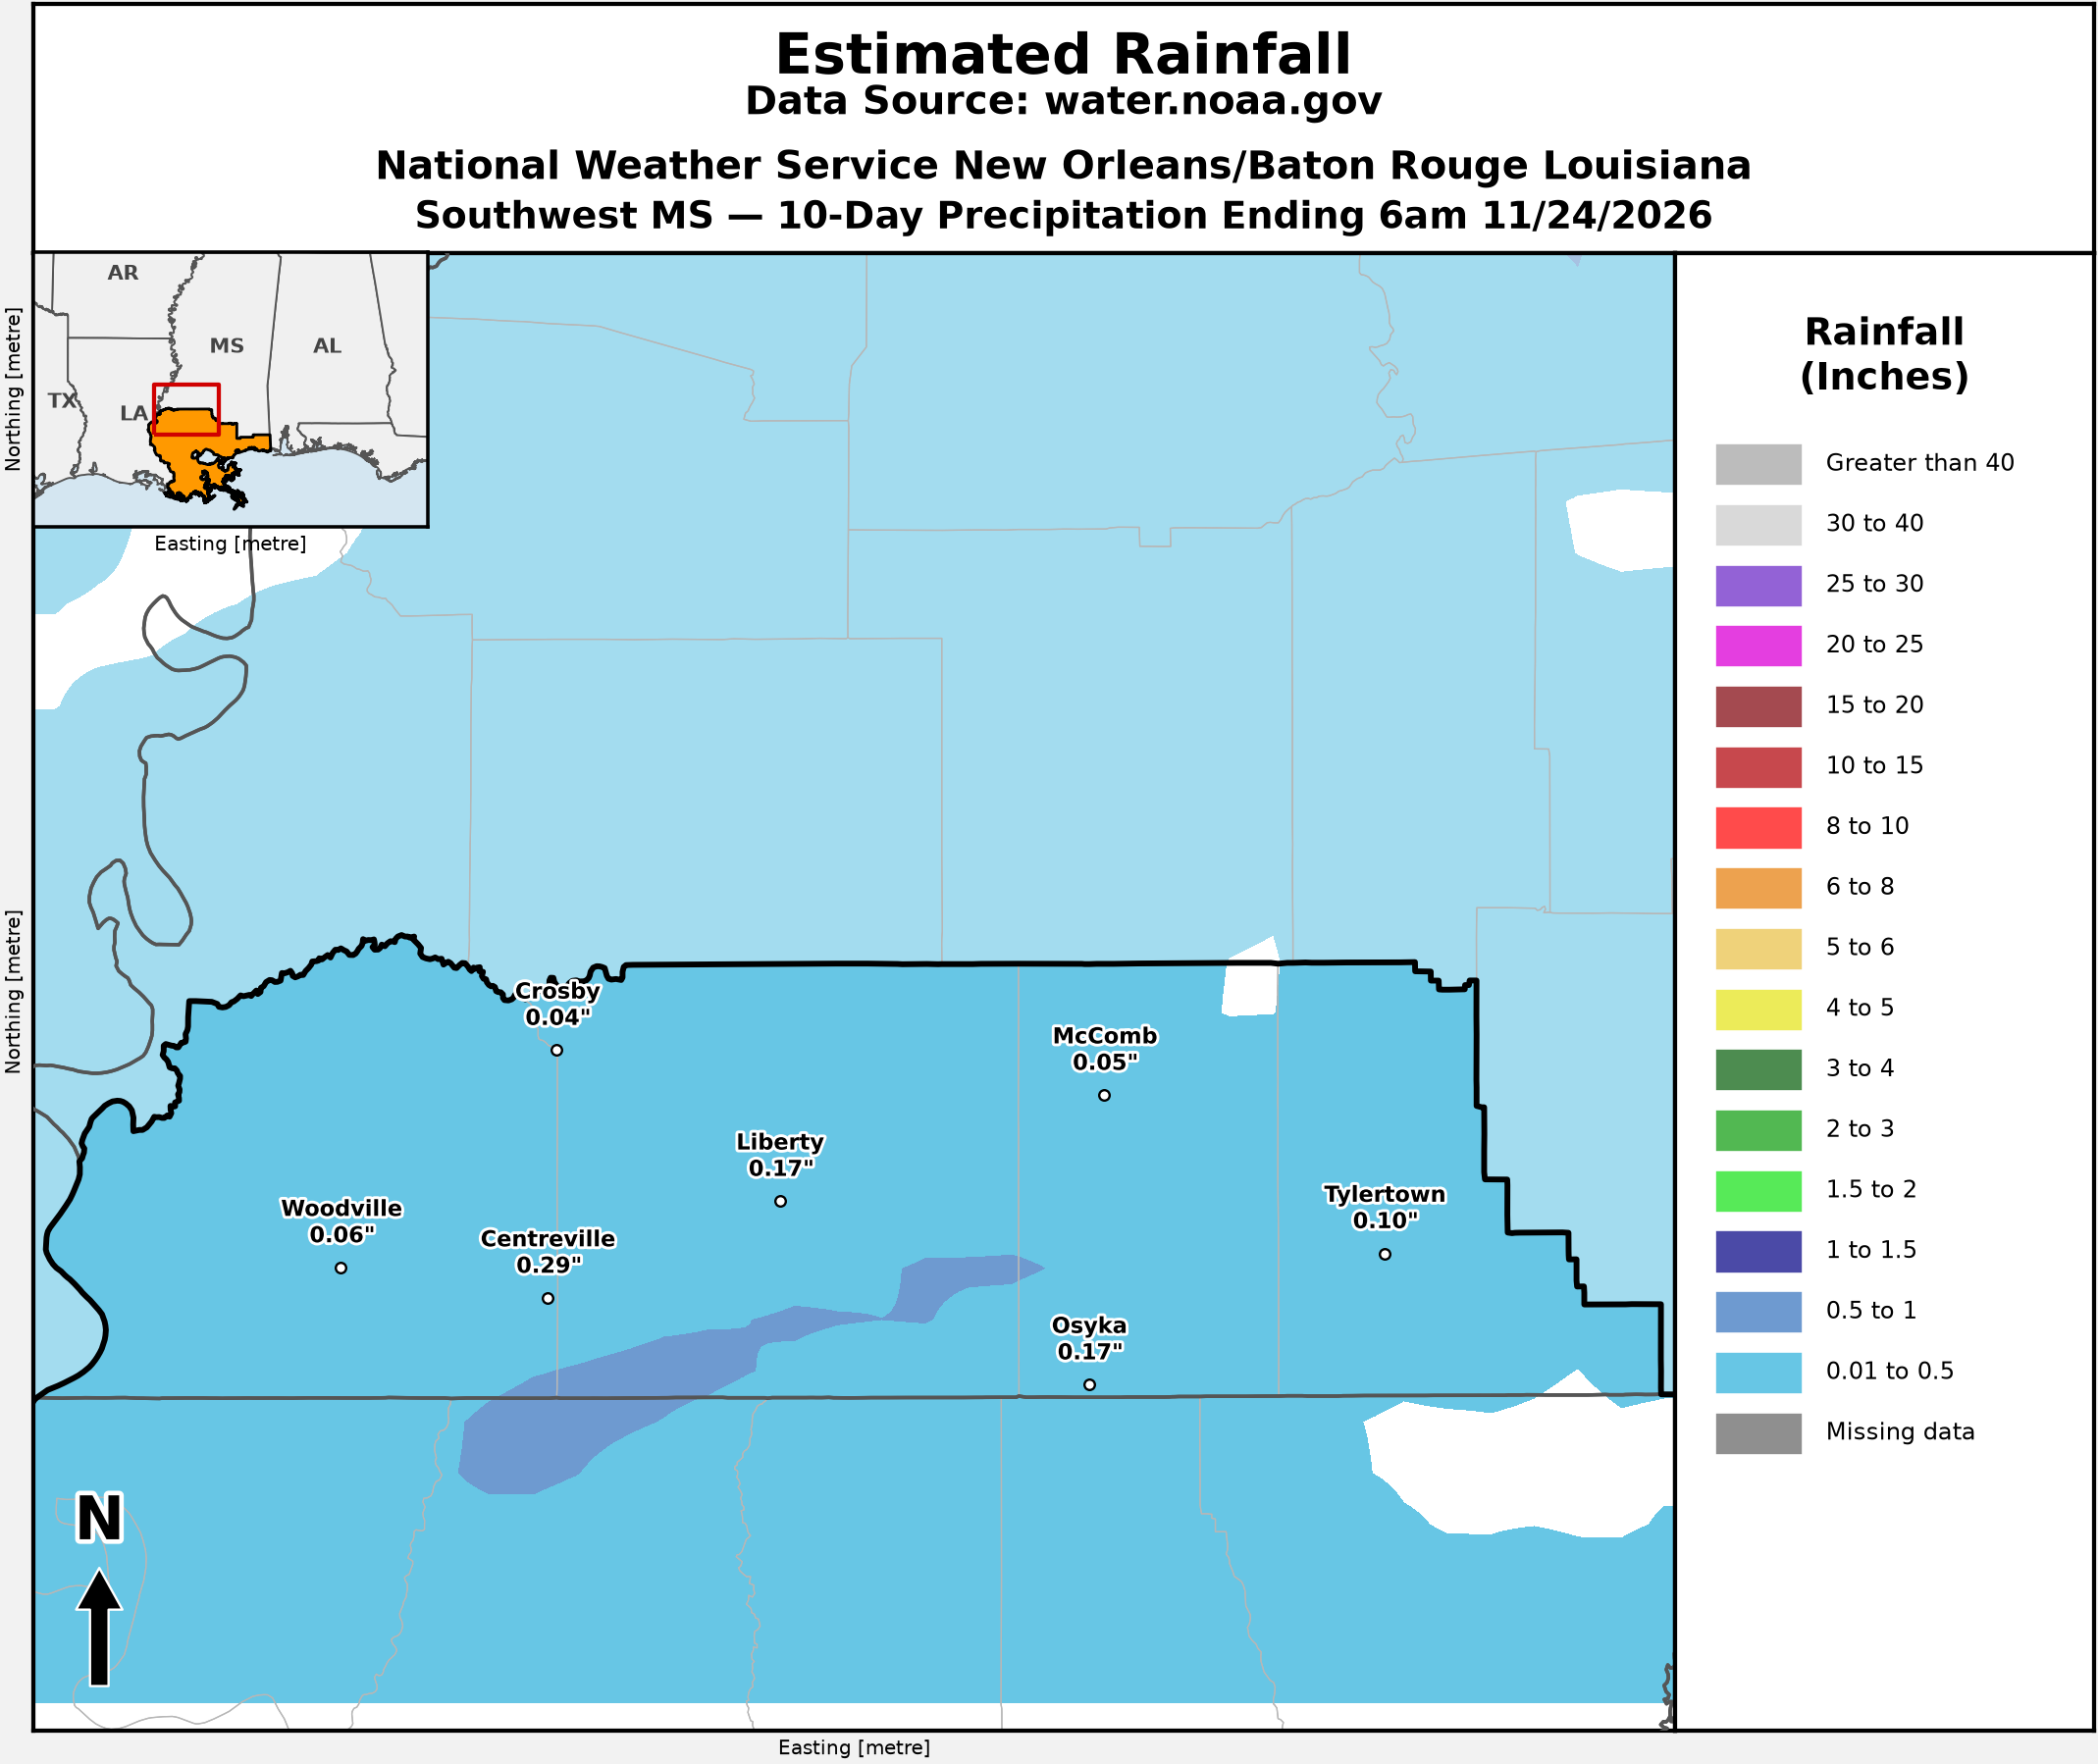 Estimated Rainfall
Data Source: water.noaa.gov
National Weather Service New Orleans/Baton Rouge Louisiana
Southwest MS — 10-Day Precipitation Ending 6am 11/24/2026
Northing [metre]
AR
MS
AL
TX
LA
Easting [metre]
Northing [metre]
Crosby
0.04"
McComb
0.05"
Liberty
0.17"
Woodville
0.06"
Centreville
0.29"
Tylertown
0.10"
Osyka
0.17"
N
Easting [metre]
Rainfall
(Inches)
Greater than 40
30 to 40
25 to 30
20 to 25
15 to 20
10 to 15
8 to 10
6 to 8
5 to 6
4 to 5
3 to 4
2 to 3
1.5 to 2
1 to 1.5
0.5 to 1
0.01 to 0.5
Missing data